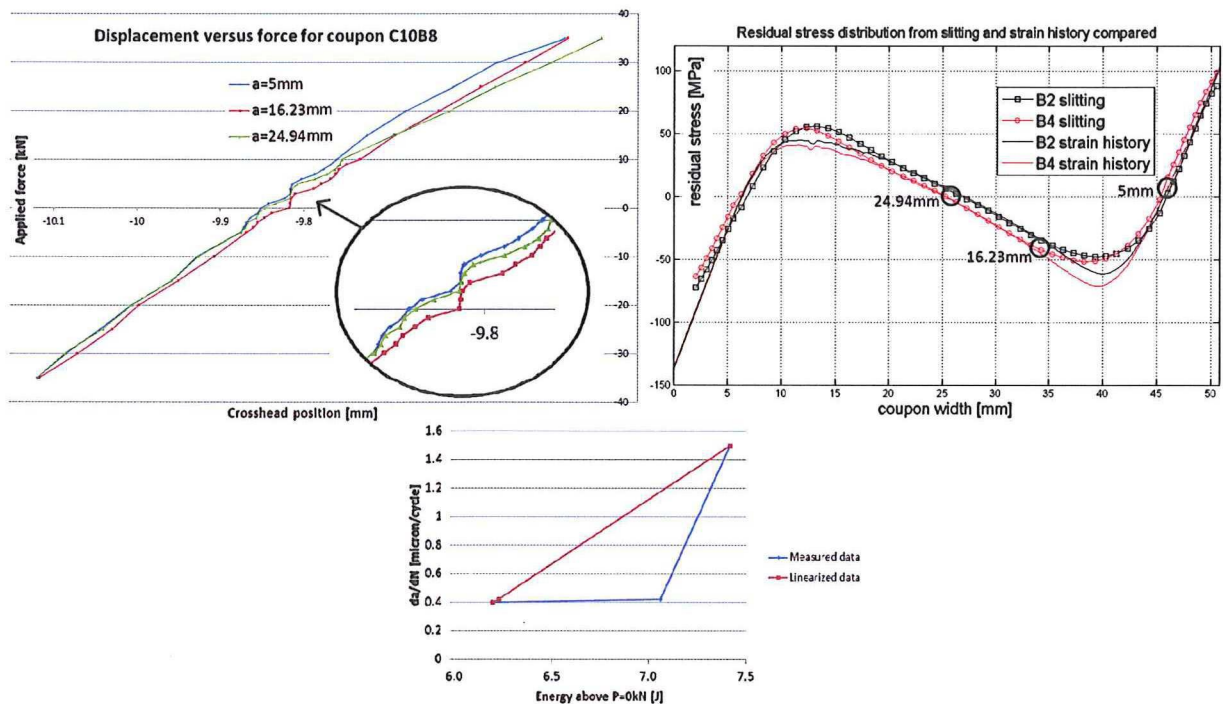 Displacement versus force for coupon C10B8
a=5mm
a=16.23mm
a=24.94mm
Applied force [kN]
40
30
20
10
0
-10
-20
-30
-40
-10.1
-10
-9.9
-9.8
-9.8
Crosshead position [mm]
Residual stress distribution from slitting and strain history compared
residual stress [MPa]
100
50
0
-50
-100
-150
B2 slitting
B4 slitting
B2 strain history
B4 strain history
24.94mm
16.23mm
5mm
0
5
10
15
20
25
30
35
40
45
50
coupon width [mm]
da/dN [micron/cycle]
1.6
1.4
1.2
1
0.8
0.6
0.4
0.2
0
6.0
6.5
7.0
7.5
Energy above P=0kN [J]
Measured data
Linearized data